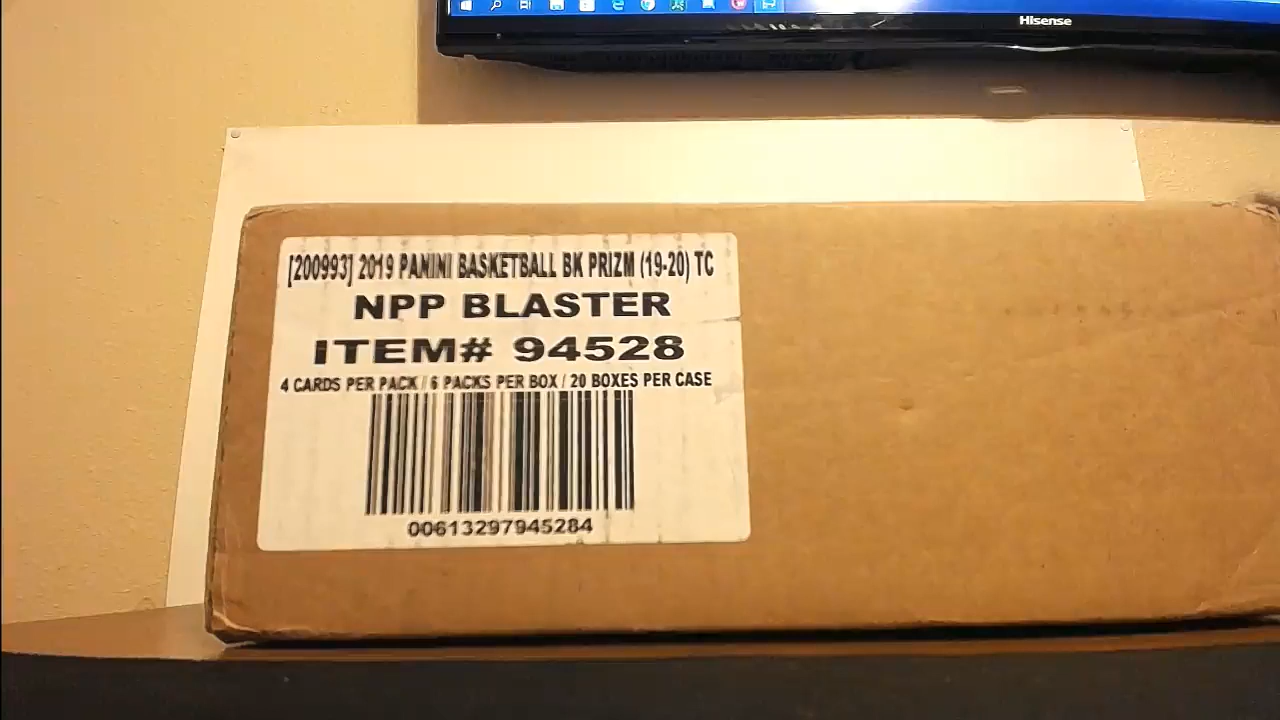 Hisense
[200993] 2019 PANINI BASKETBALL BK PRIZM (19-20) TC
NPP BLASTER
ITEM# 94528
4 CARDS PER PACK / 6 PACKS PER BOX / 20 BOXES PER CASE
00613297945284